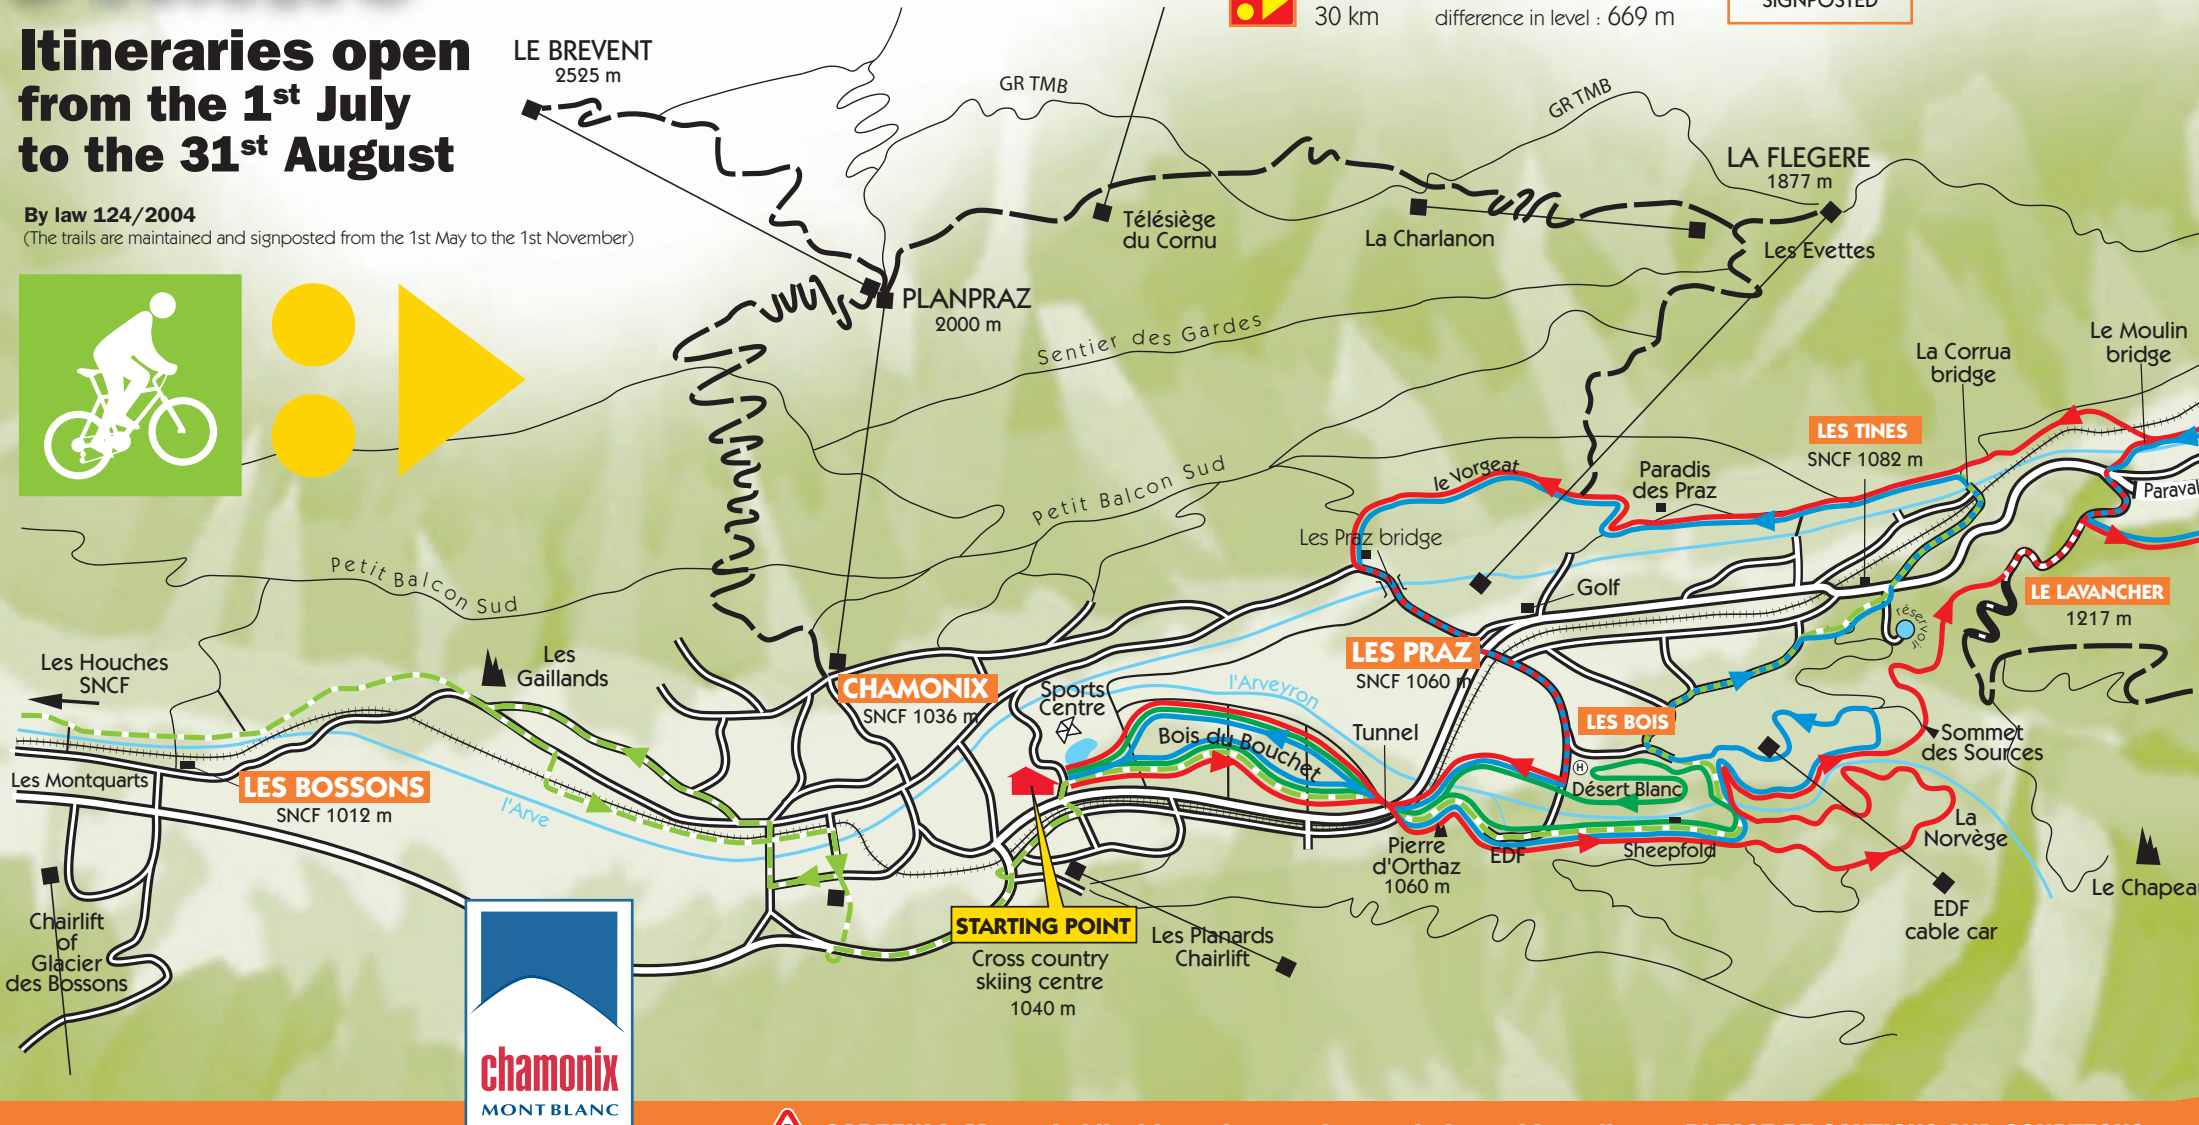 Itineraries open
from the 1st July
to the 31st August
By law 124/2004
(The trails are maintained and signposted from the 1st May to the 1st November)
30 km
difference in level : 669 m
SIGNPOSTED
LE BREVENT
2525 m
GR TMB
GR TMB
LA FLEGERE
1877 m
Télésiège
du Cornu
La Charlanon
Les Evettes
PLANPRAZ
2000 m
Sentier des Gardes
Le Moulin
bridge
La Corrua
bridge
LES TINES
SNCF 1082 m
le Vorgeat
Paradis
des Praz
Petit Balcon Sud
Paraval
Les Praz bridge
Petit Balcon Sud
Golf
LE LAVANCHER
1217 m
réservoir
Les Houches
SNCF
Les
Gaillands
LES PRAZ
SNCF 1060 m
CHAMONIX
SNCF 1036 m
Sports
Centre
l'Arveyron
LES BOIS
Tunnel
Bois du Bouchet
Sommet
des Sources
H
Les Montquarts
LES BOSSONS
SNCF 1012 m
l'Arve
Désert Blanc
La
Norvège
Pierre
d'Orthaz
1060 m
EDF
Sheepfold
Le Chapeau
EDF
cable car
Chairlift
of
Glacier
des Bossons
STARTING POINT
Cross country
skiing centre
1040 m
Les Planards
Chairlift
chamonix
MONT BLANC